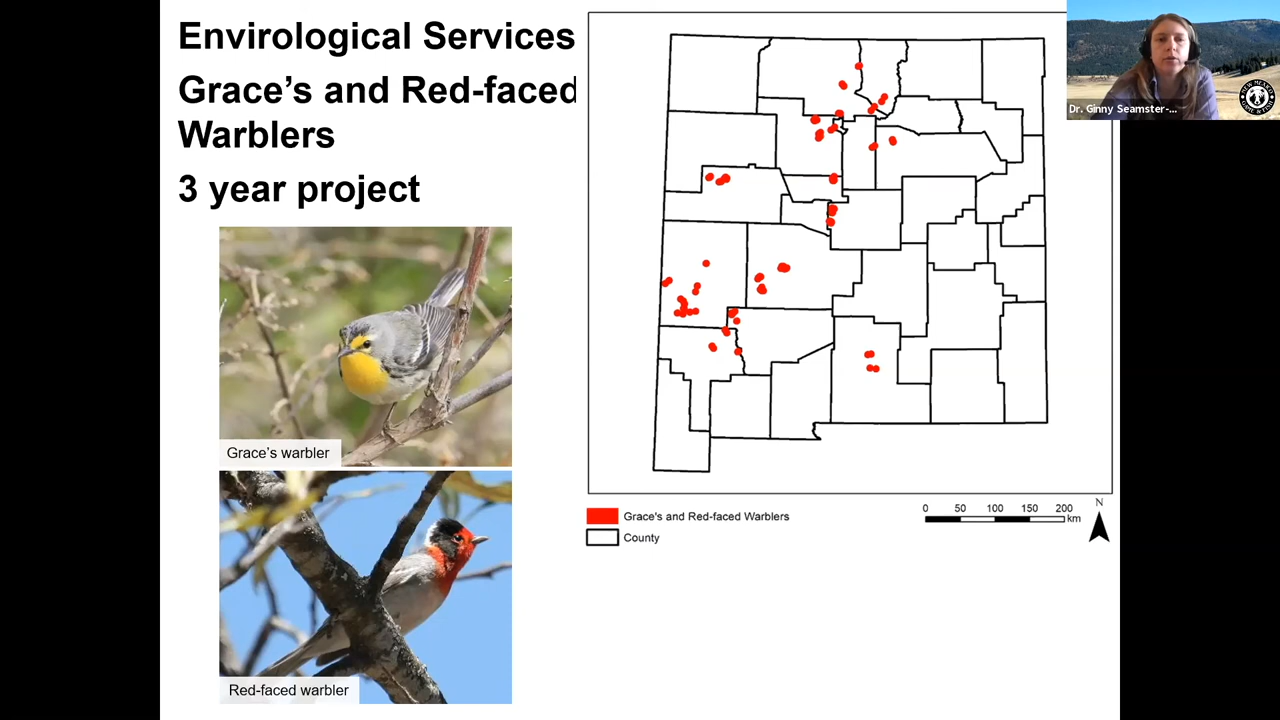 Envirological Services
Grace's and Red-faced
Warblers
3 year project
Grace's warbler
Red-faced warbler
Grace's and Red-faced Warblers
County
0 50 100 150 200
km
N
Dr. Ginny Seamster-...